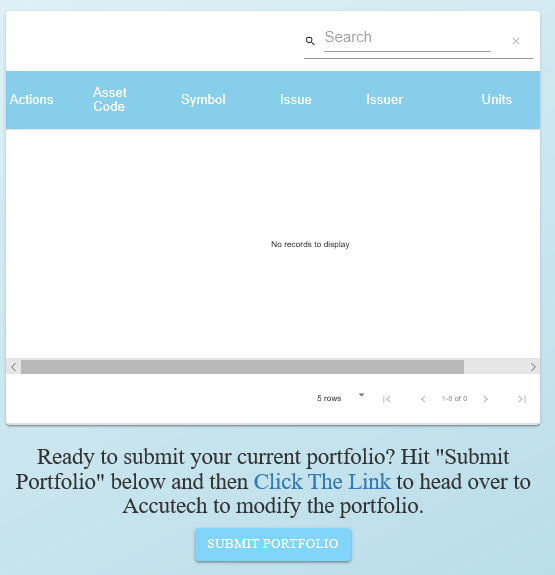 Search
Actions Asset Code Symbol Issue Issuer Units
No records to display
5 rows 1-0 of 0
Ready to submit your current portfolio? Hit "Submit
Portfolio" below and then Click The Link to head over to
Accutech to modify the portfolio.
SUBMIT PORTFOLIO